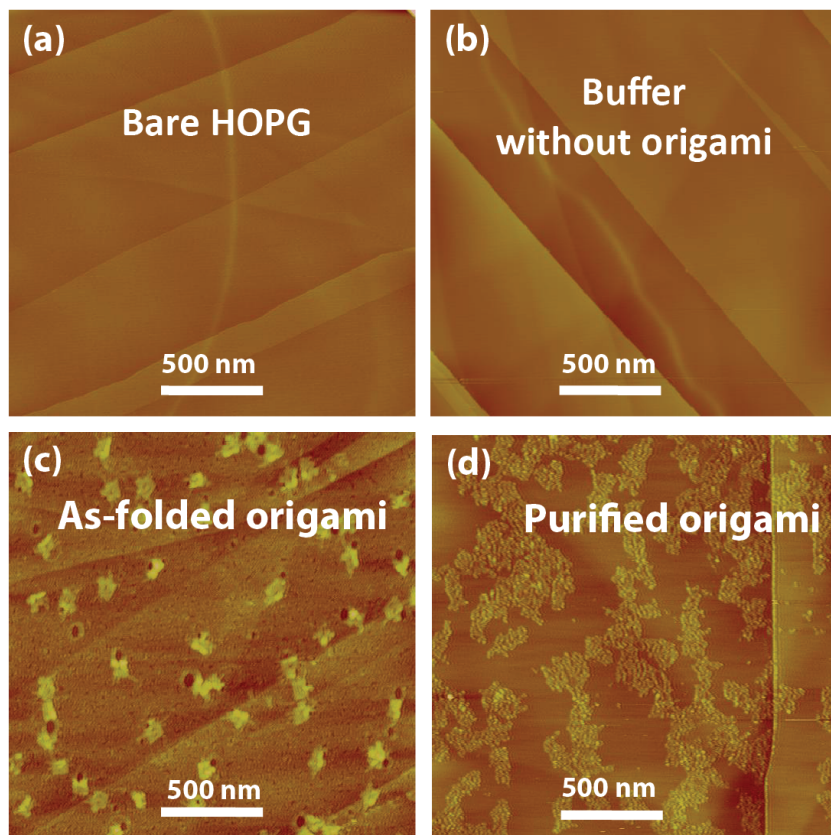 (a)
Bare HOPG
500 nm
(b)
Buffer
without origami
500 nm
(c)
As-folded origami
500 nm
(d)
Purified origami
500 nm